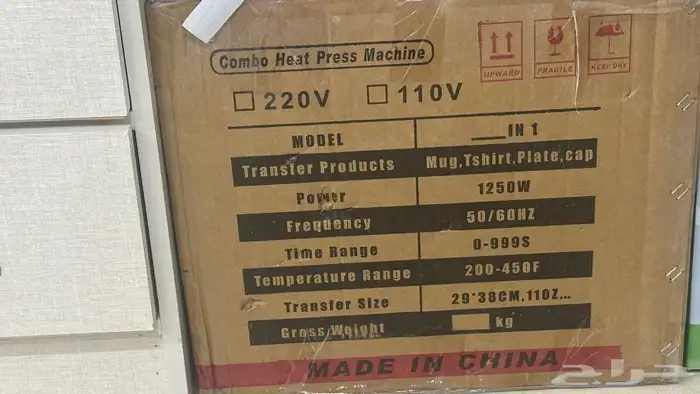 Combo Heat Press Machine
UPWARD FRAGILE KEEP DRY
220V 110V
MODEL ___IN 1
Transfer Products Mug,Tshirt,Plate,cap
Power 1250W
Frequency 50/60HZ
Time Range 0-999S
Temperature Range 200-450F
Transfer Size 29*38CM,11OZ...
Gross Weight kg
MADE IN CHINA
حراج